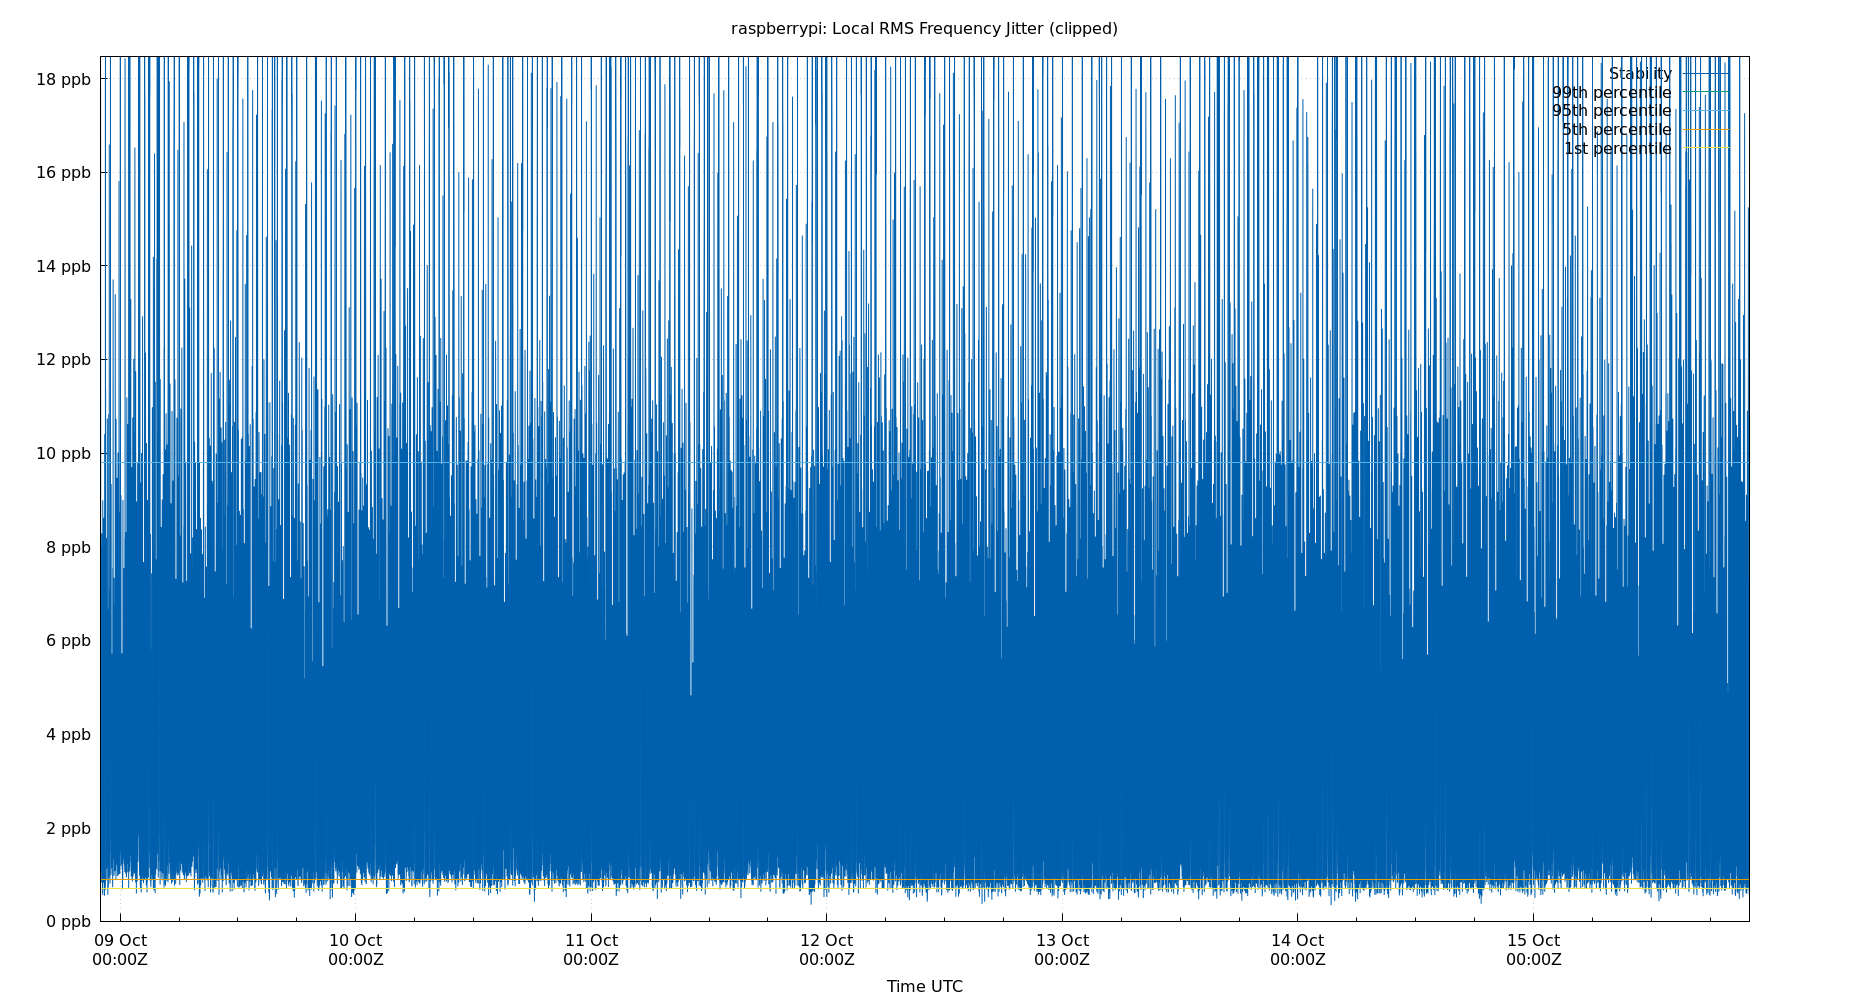 raspberrypi: Local RMS Frequency Jitter (clipped)
18 ppb
16 ppb
14 ppb
12 ppb
10 ppb
8 ppb
6 ppb
4 ppb
2 ppb
0 ppb
Stability
99th percentile
95th percentile
5th percentile
1st percentile
09 Oct 10 Oct 11 Oct 12 Oct 13 Oct 14 Oct 15 Oct
00:00Z 00:00Z 00:00Z 00:00Z 00:00Z 00:00Z 00:00Z
Time UTC